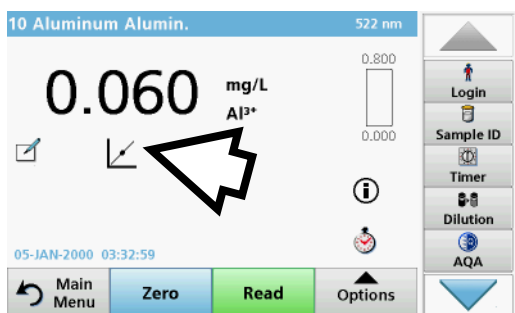 10 Aluminum Alumin.
522 nm
0.060
mg/L
Al³⁺
0.800
0.000
i
05-JAN-2000 03:32:59
Main
Menu
Zero
Read
Options
Login
Sample ID
Timer
Dilution
AQA